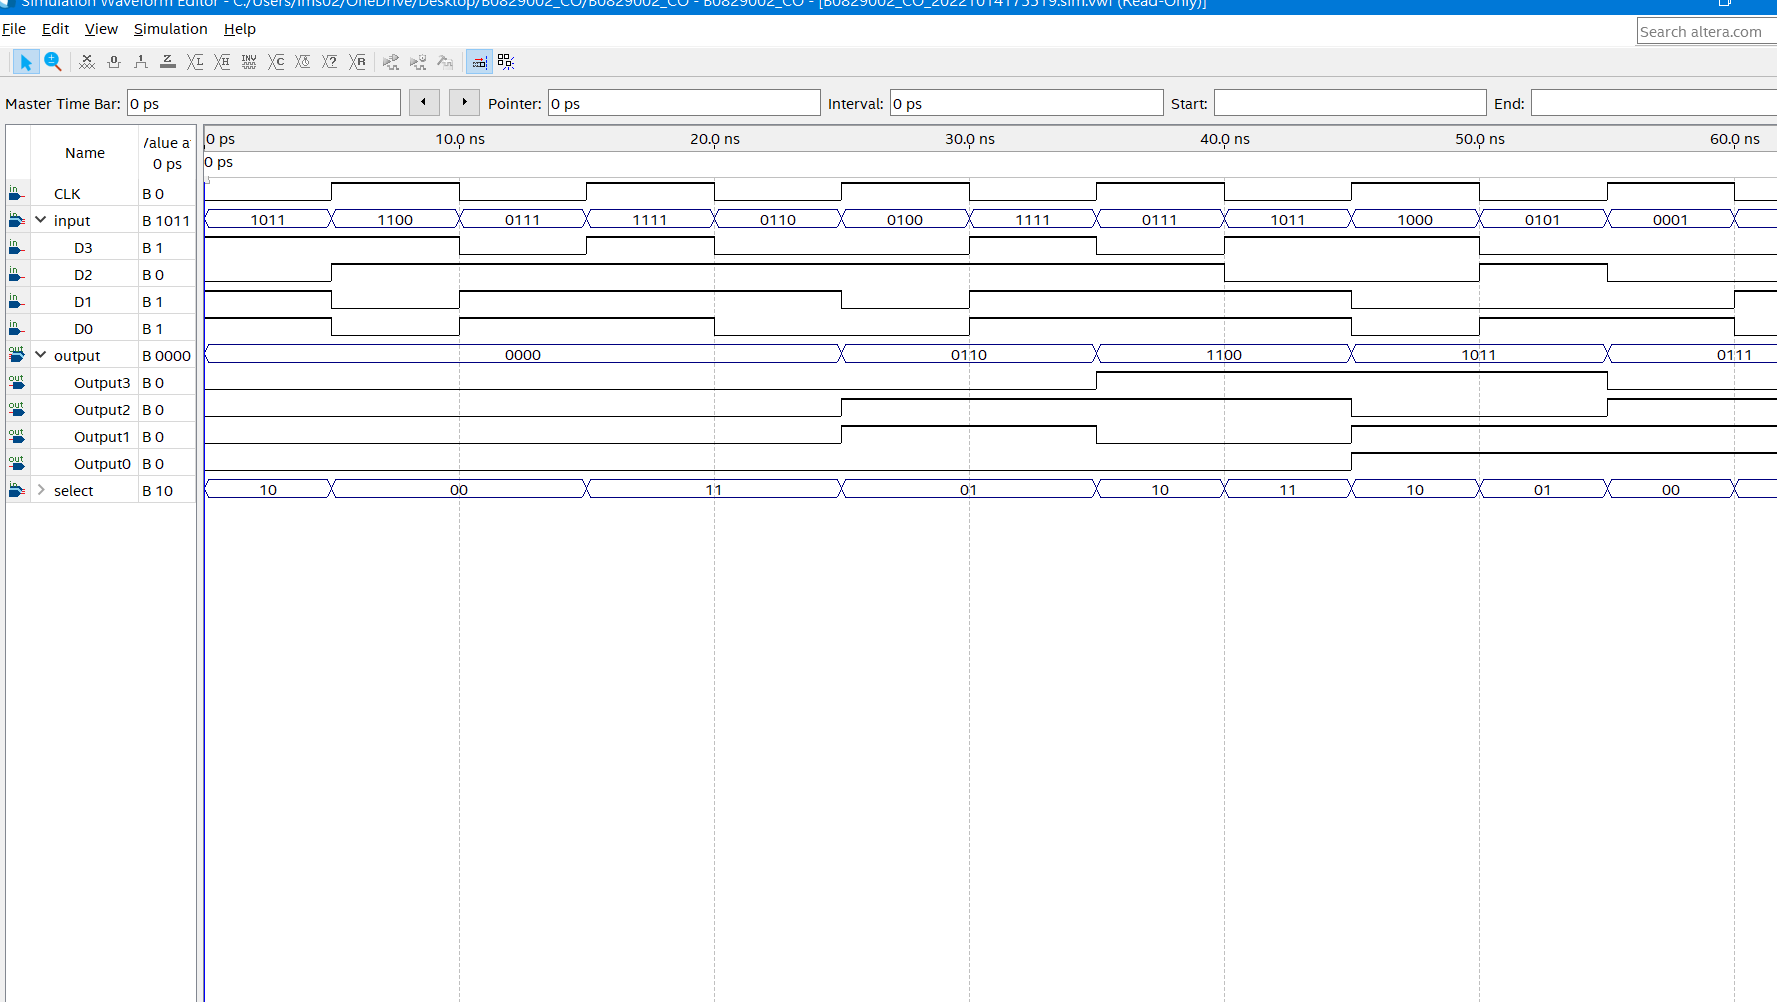 Simulation Waveform Editor - C:/Users/ims02/OneDrive/Desktop/B0829002_CO/B0829002_CO - B0829002_CO - [B0829002_CO_20221014175519.sim.vwf (Read-Only)]
File Edit View Simulation Help
Search altera.com
Master Time Bar: 0 ps Pointer: 0 ps Interval: 0 ps Start: End:
Name Value at 0 ps 0 ps 10.0 ns 20.0 ns 30.0 ns 40.0 ns 50.0 ns 60.0 ns
0 ps
CLK B 0
input B 1011 1011 1100 0111 1111 0110 0100 1111 0111 1011 1000 0101 0001
D3 B 1
D2 B 0
D1 B 1
D0 B 1
output B 0000 0000 0110 1100 1011 0111
Output3 B 0
Output2 B 0
Output1 B 0
Output0 B 0
select B 10 10 00 11 01 10 11 10 01 00